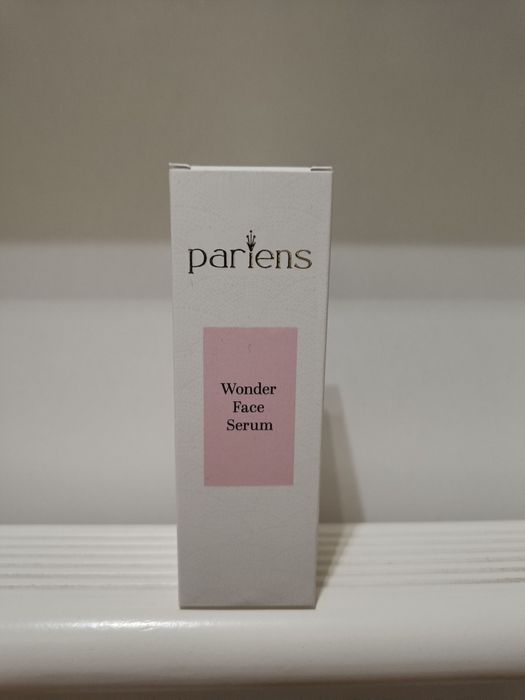 pariens
Wonder
Face
Serum